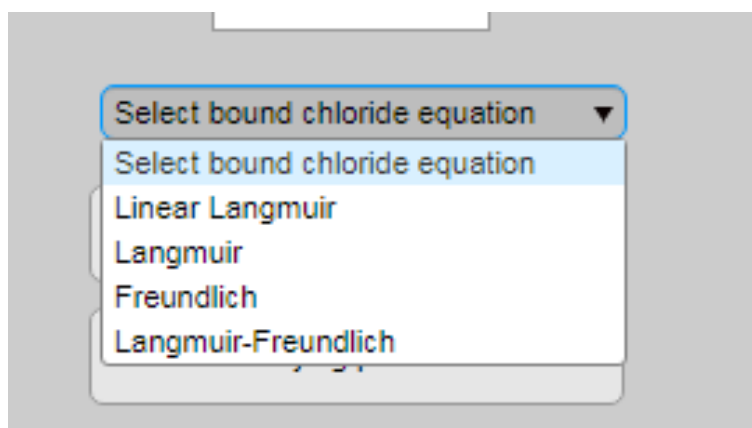 Select bound chloride equation
Select bound chloride equation
Linear Langmuir
Langmuir
Freundlich
Langmuir-Freundlich